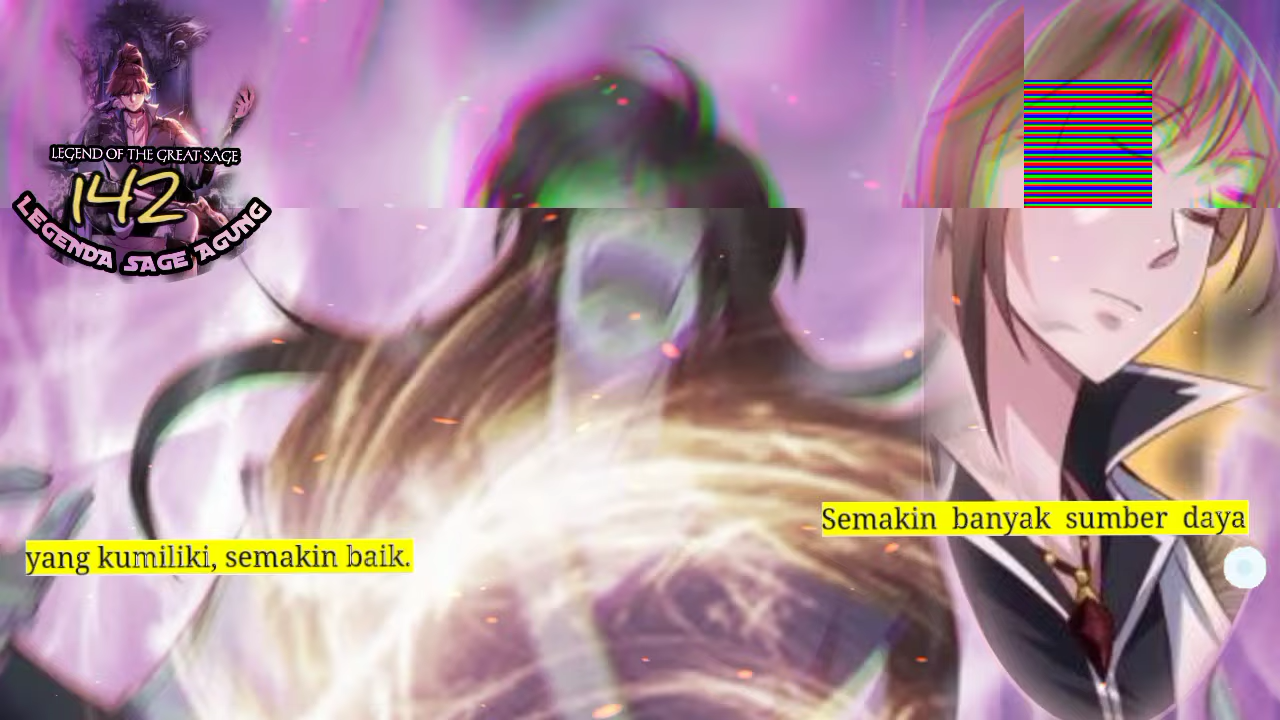 LEGEND OF THE GREAT SAGE
142
LEGENDA SAGE AGUNG
Semakin banyak sumber daya
yang kumiliki, semakin baik.